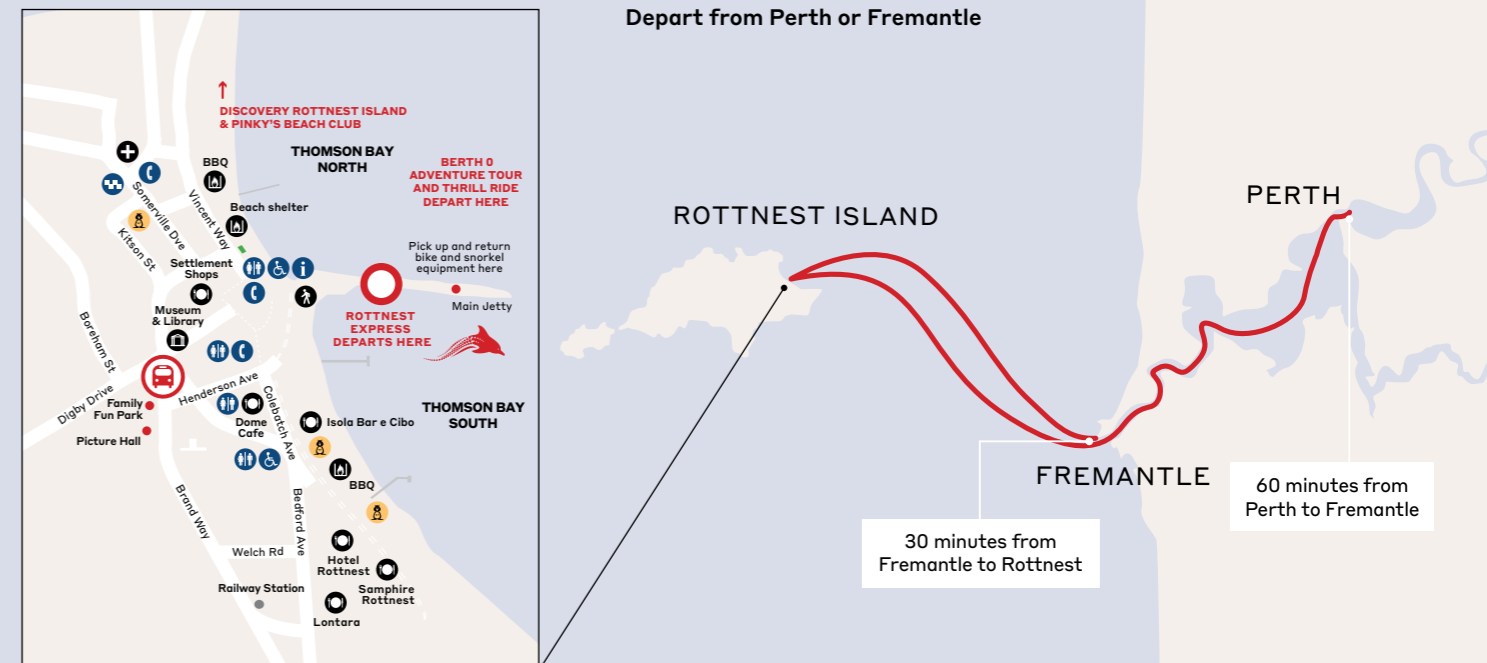 Depart from Perth or Fremantle
DISCOVERY ROTTNEST ISLAND
& PINKY'S BEACH CLUB
THOMSON BAY
NORTH
BERTH 0
ADVENTURE TOUR
AND THRILL RIDE
DEPART HERE
BBQ
Beach shelter
Somerville Dve
Vincent Way
Kitson St
Settlement
Shops
Pick up and return
bike and snorkel
equipment here
Main Jetty
Museum
& Library
ROTTNEST
EXPRESS
DEPARTS HERE
Boreham St
Digby Drive
Henderson Ave
Family
Fun Park
Picture Hall
Dome
Cafe
Colebatch Ave
Isola Bar e Cibo
THOMSON BAY
SOUTH
BBQ
Brand Way
Bedford Ave
Welch Rd
Hotel
Rottnest
Samphire
Rottnest
Railway Station
Lontara
ROTTNEST ISLAND
PERTH
FREMANTLE
60 minutes from
Perth to Fremantle
30 minutes from
Fremantle to Rottnest